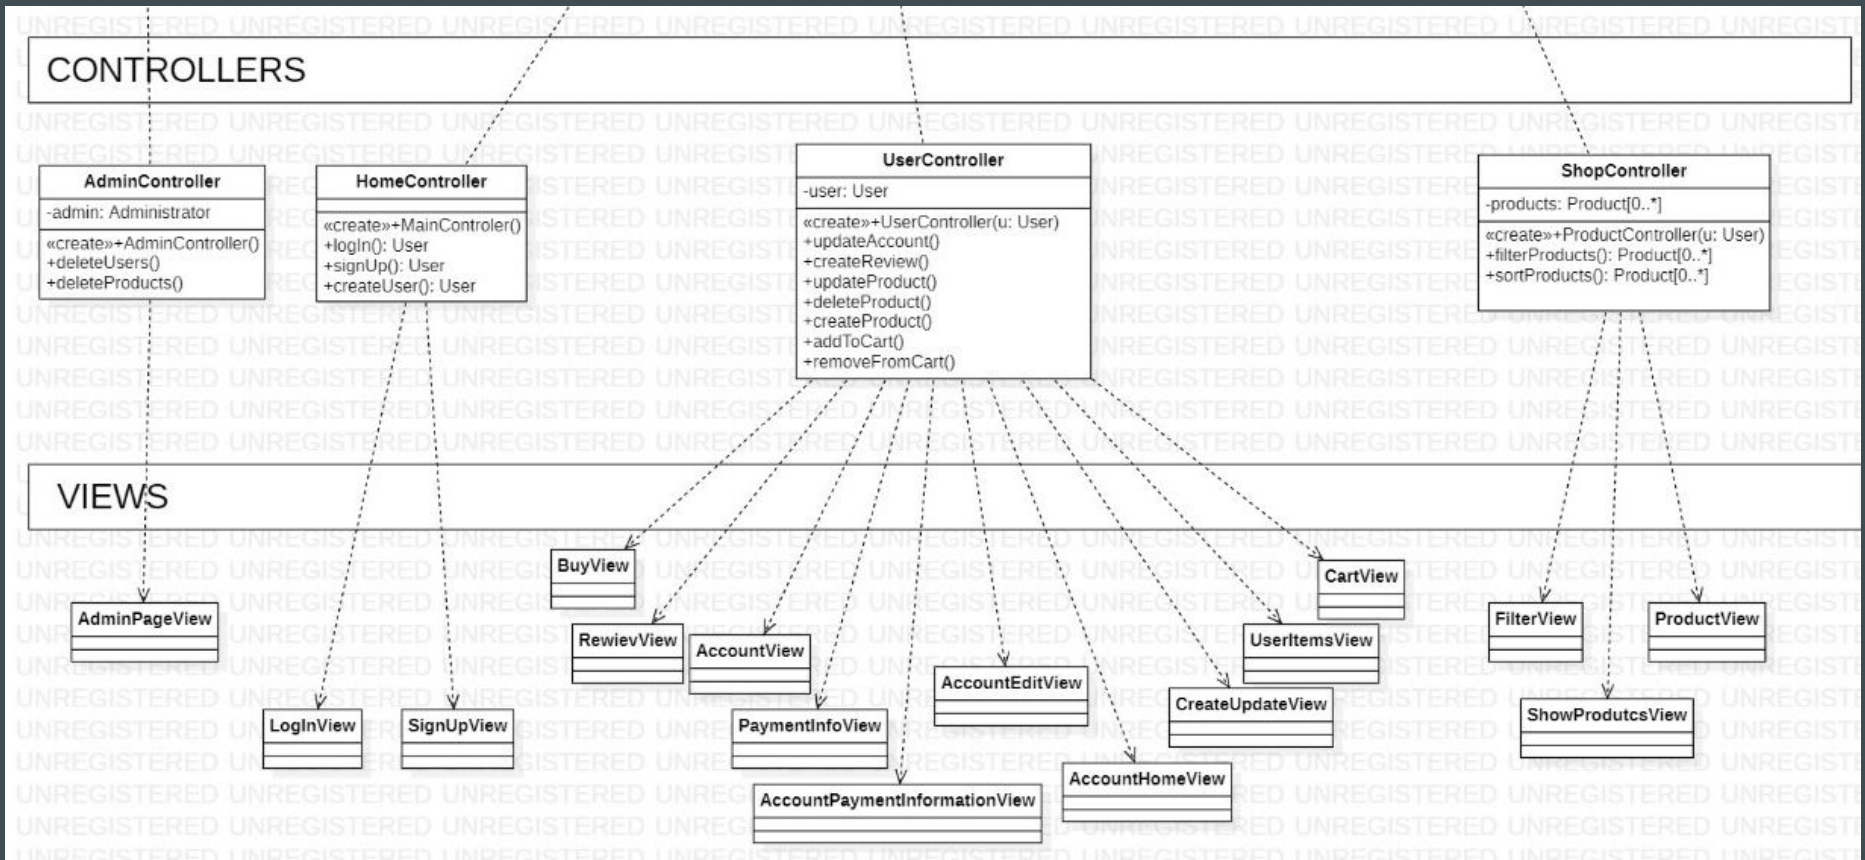 CONTROLLERS
AdminController
-admin: Administrator
«create»+AdminController()
+deleteUsers()
+deleteProducts()
HomeController
«create»+MainControler()
+logIn(): User
+signUp(): User
+createUser(): User
UserController
-user: User
«create»+UserController(u: User)
+updateAccount()
+createReview()
+updateProduct()
+deleteProduct()
+createProduct()
+addToCart()
+removeFromCart()
ShopController
-products: Product[0..*]
«create»+ProductController(u: User)
+filterProducts(): Product[0..*]
+sortProducts(): Product[0..*]
VIEWS
AdminPageView
LogInView
SignUpView
BuyView
RewievView
AccountView
PaymentInfoView
AccountPaymentInformationView
AccountEditView
AccountHomeView
CreateUpdateView
UserItemsView
CartView
FilterView
ShowProdutcsView
ProductView
UNREGISTERED